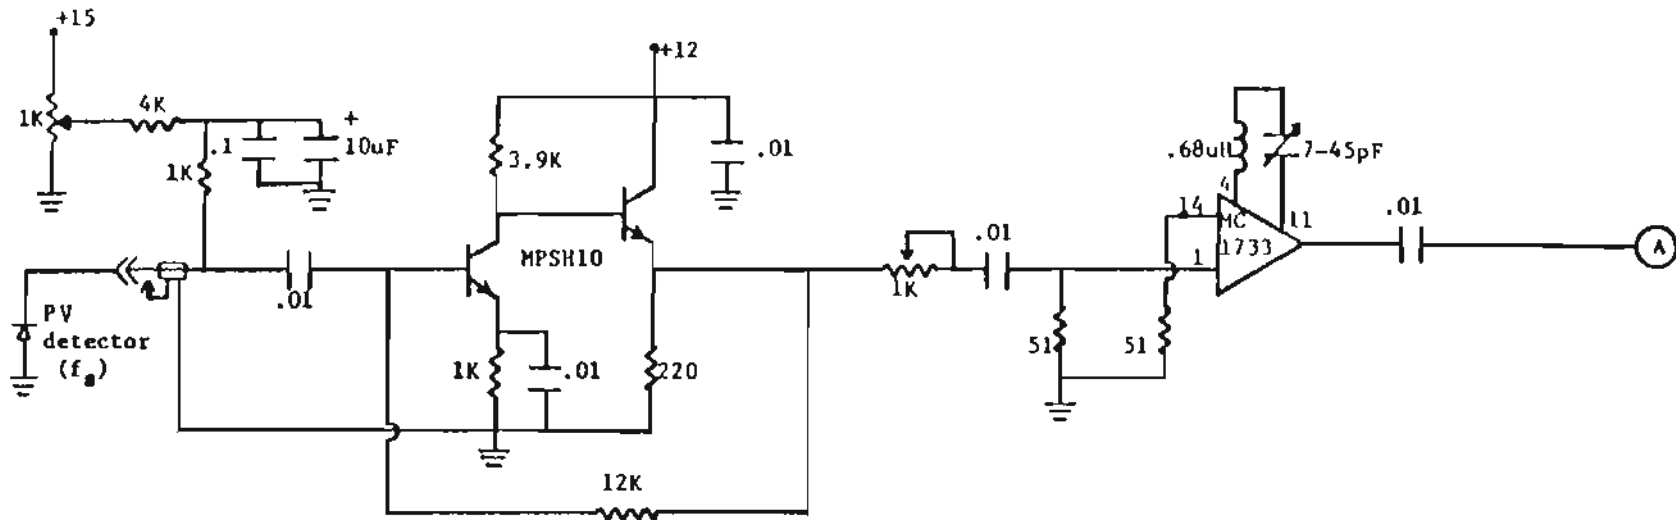 +15
+12
1K
4K
+
.1
10uF
1K
3.9K
.01
.68uH
7-45pF
4
14
MC
1733
11
1
.01
A
.01
MPSH10
.01
1K
PV
detector
(fs)
1K
.01
220
51
51
12K